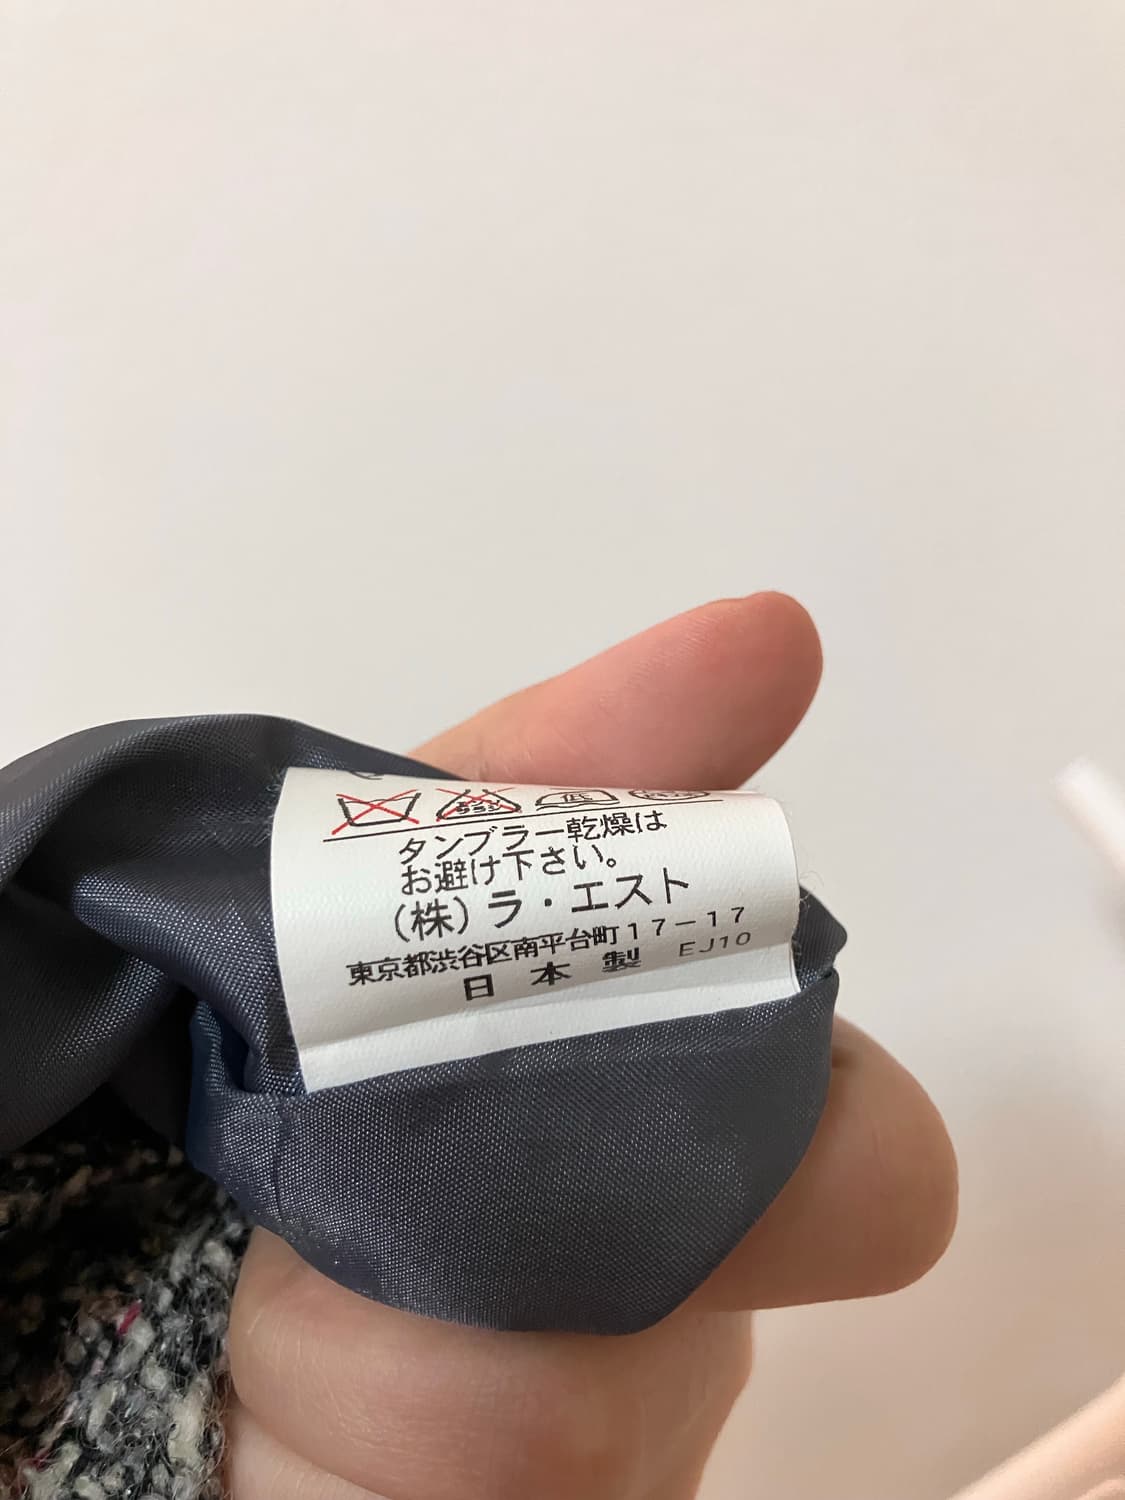 低
タンブラー乾燥は
お避け下さい。
(株)ラ・エスト
東京都渋谷区南平台町17-17
日本製 EJ10